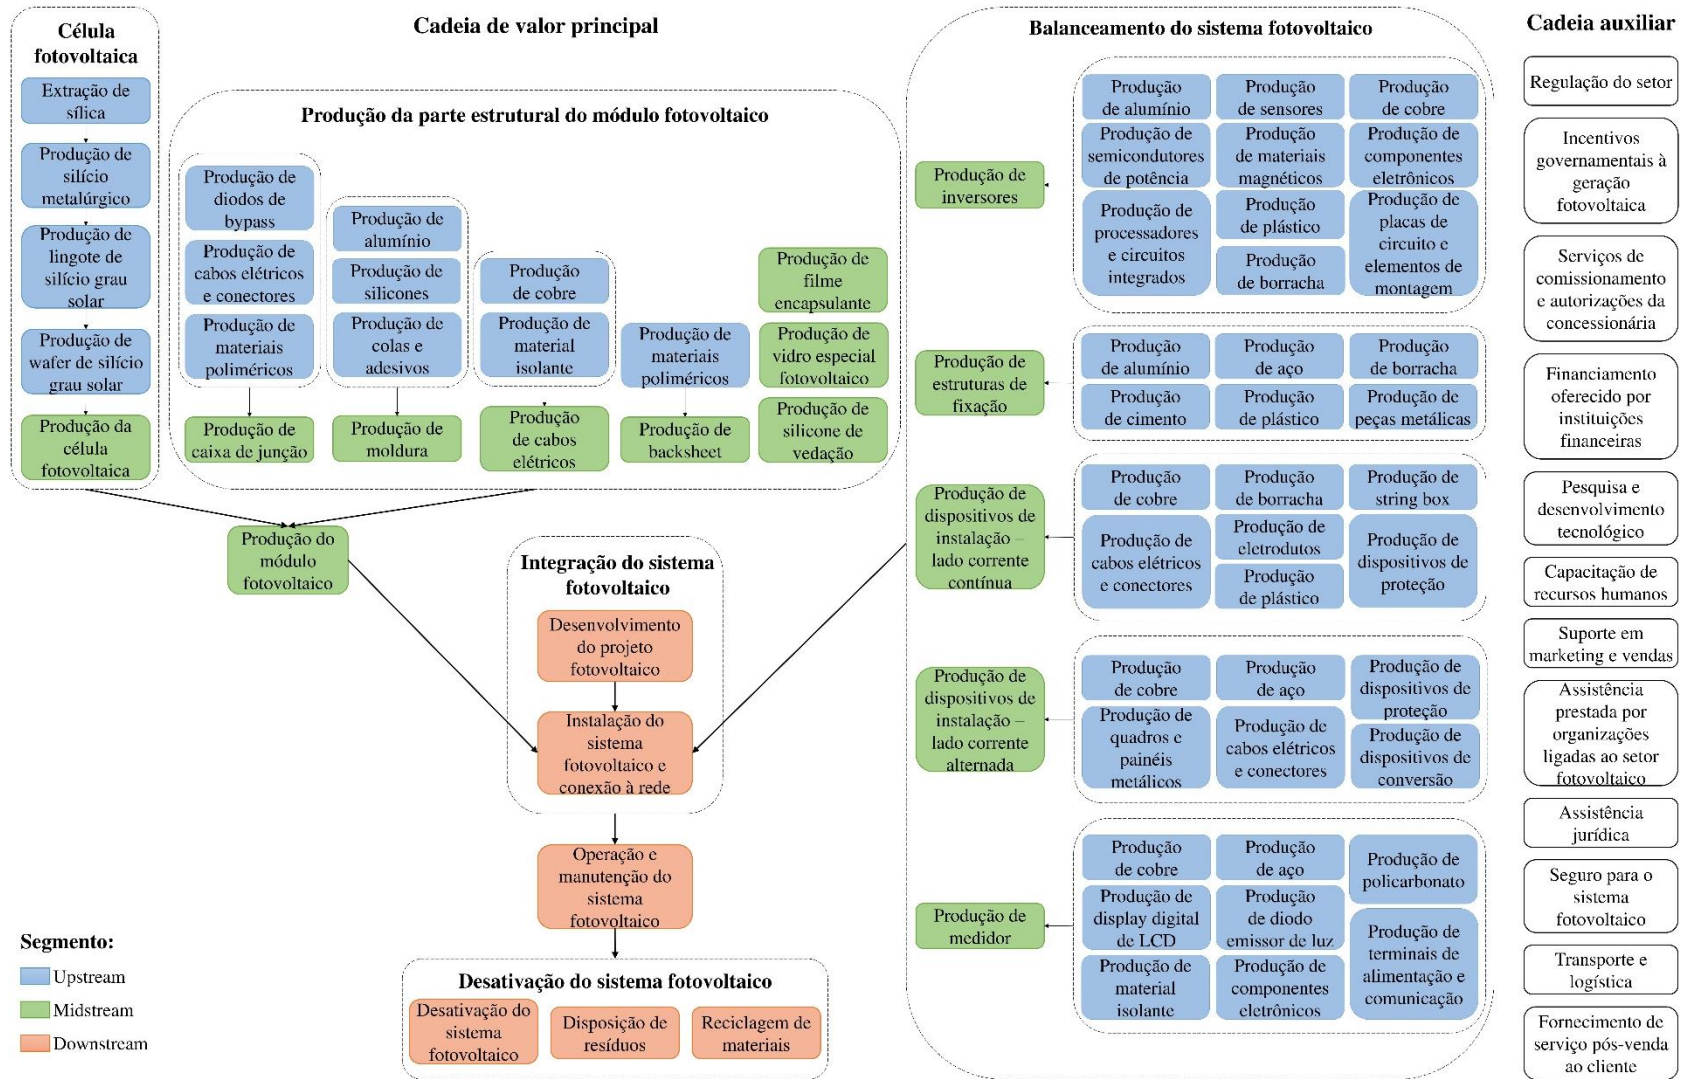 Célula
fotovoltaica
Extração de
sílica
Produção de
silício
metalúrgico
Produção de
lingote de
silício grau
solar
Produção de
wafer de silício
grau solar
Produção da
célula
fotovoltaica
Cadeia de valor principal
Produção da parte estrutural do módulo fotovoltaico
Produção de
diodos de
bypass
Produção de
cabos elétricos
e conectores
Produção de
materiais
poliméricos
Produção de
caixa de junção
Produção de
alumínio
Produção de
silicones
Produção de
colas e
adesivos
Produção de
moldura
Produção
de cobre
Produção de
material
isolante
Produção
de cabos
elétricos
Produção de
materiais
poliméricos
Produção de
backsheet
Produção de
filme
encapsulante
Produção de
vidro especial
fotovoltaico
Produção de
silicone de
vedação
Produção do
módulo
fotovoltaico
Integração do sistema
fotovoltaico
Desenvolvimento
do projeto
fotovoltaico
Instalação do
sistema
fotovoltaico e
conexão à rede
Operação e
manutenção do
sistema
fotovoltaico
Desativação do sistema fotovoltaico
Desativação do
sistema
fotovoltaico
Disposição de
resíduos
Reciclagem de
materiais
Segmento:
Upstream
Midstream
Downstream
Balanceamento do sistema fotovoltaico
Produção de
inversores
Produção
de alumínio
Produção
de sensores
Produção
de cobre
Produção de
semicondutores
de potência
Produção
de materiais
magnéticos
Produção de
componentes
eletrônicos
Produção de
processadores
e circuitos
integrados
Produção
de plástico
Produção
de borracha
Produção de
placas de
circuito e
elementos de
montagem
Produção de
estruturas de
fixação
Produção
de alumínio
Produção
de aço
Produção
de borracha
Produção
de cimento
Produção
de plástico
Produção de
peças metálicas
Produção de
dispositivos de
instalação –
lado corrente
contínua
Produção
de cobre
Produção
de borracha
Produção de
string box
Produção de
cabos elétricos
e conectores
Produção de
eletrodutos
Produção
de plástico
Produção de
dispositivos de
proteção
Produção de
dispositivos de
instalação –
lado corrente
alternada
Produção
de cobre
Produção
de aço
Produção de
dispositivos de
proteção
Produção de
quadros e
painéis
metálicos
Produção de
cabos elétricos
e conectores
Produção de
dispositivos de
conversão
Produção de
medidor
Produção
de cobre
Produção
de aço
Produção de
policarbonato
Produção de
display digital
de LCD
Produção
de diodo
emissor de luz
Produção de
terminais de
alimentação e
comunicação
Produção de
material
isolante
Produção de
componentes
eletrônicos
Cadeia auxiliar
Regulação do setor
Incentivos
governamentais à
geração
fotovoltaica
Serviços de
comissionamento
e autorizações da
concessionária
Financiamento
oferecido por
instituições
financeiras
Pesquisa e
desenvolvimento
tecnológico
Capacitação de
recursos humanos
Suporte em
marketing e vendas
Assistência
prestada por
organizações
ligadas ao setor
fotovoltaico
Assistência
jurídica
Seguro para o
sistema
fotovoltaico
Transporte e
logística
Fornecimento de
serviço pós-venda
ao cliente